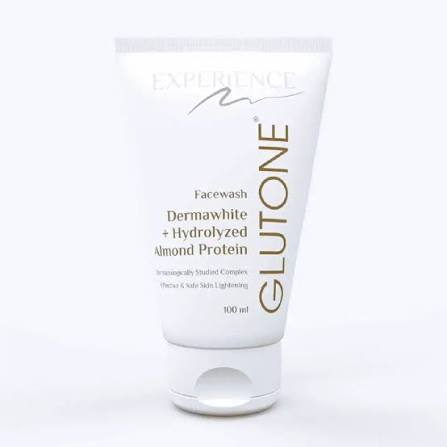 EXPERIENCE
GLUTONE®
Facewash
Dermawhite
+ Hydrolyzed
Almond Protein
Dermatologically Studied Complex
Effective & Safe Skin Lightening
100 ml